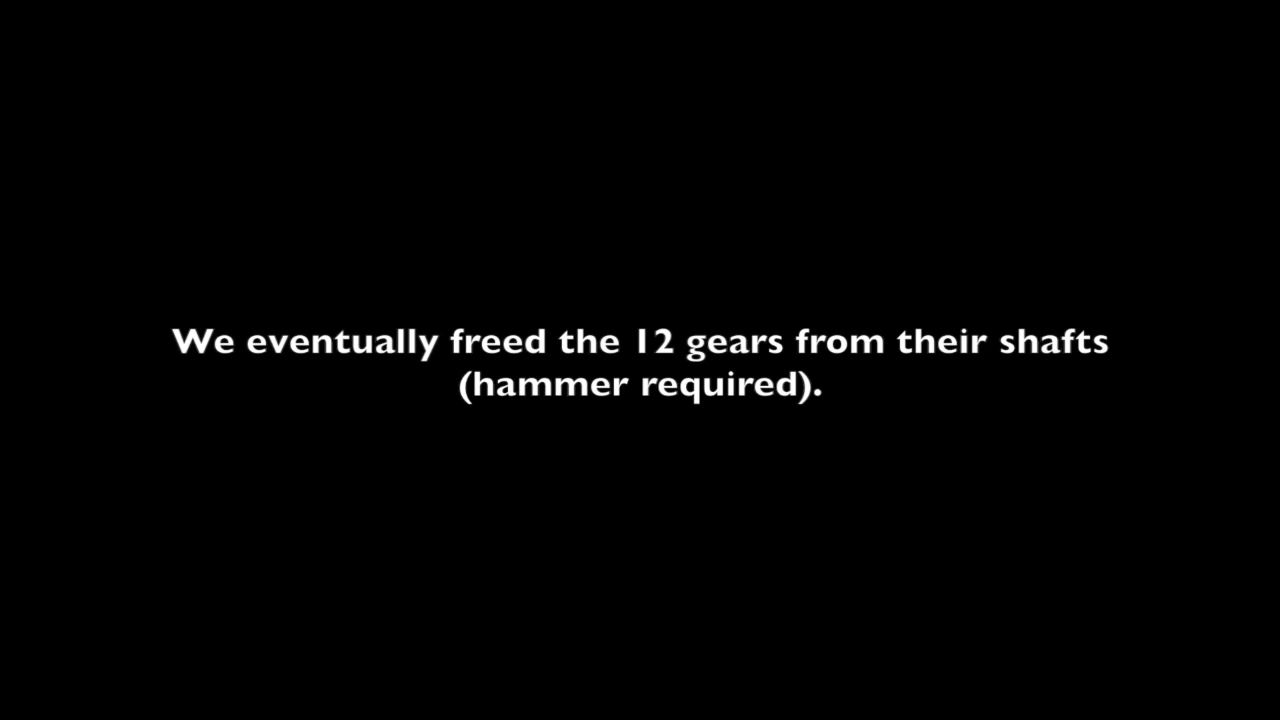 We eventually freed the 12 gears from their shafts
(hammer required).